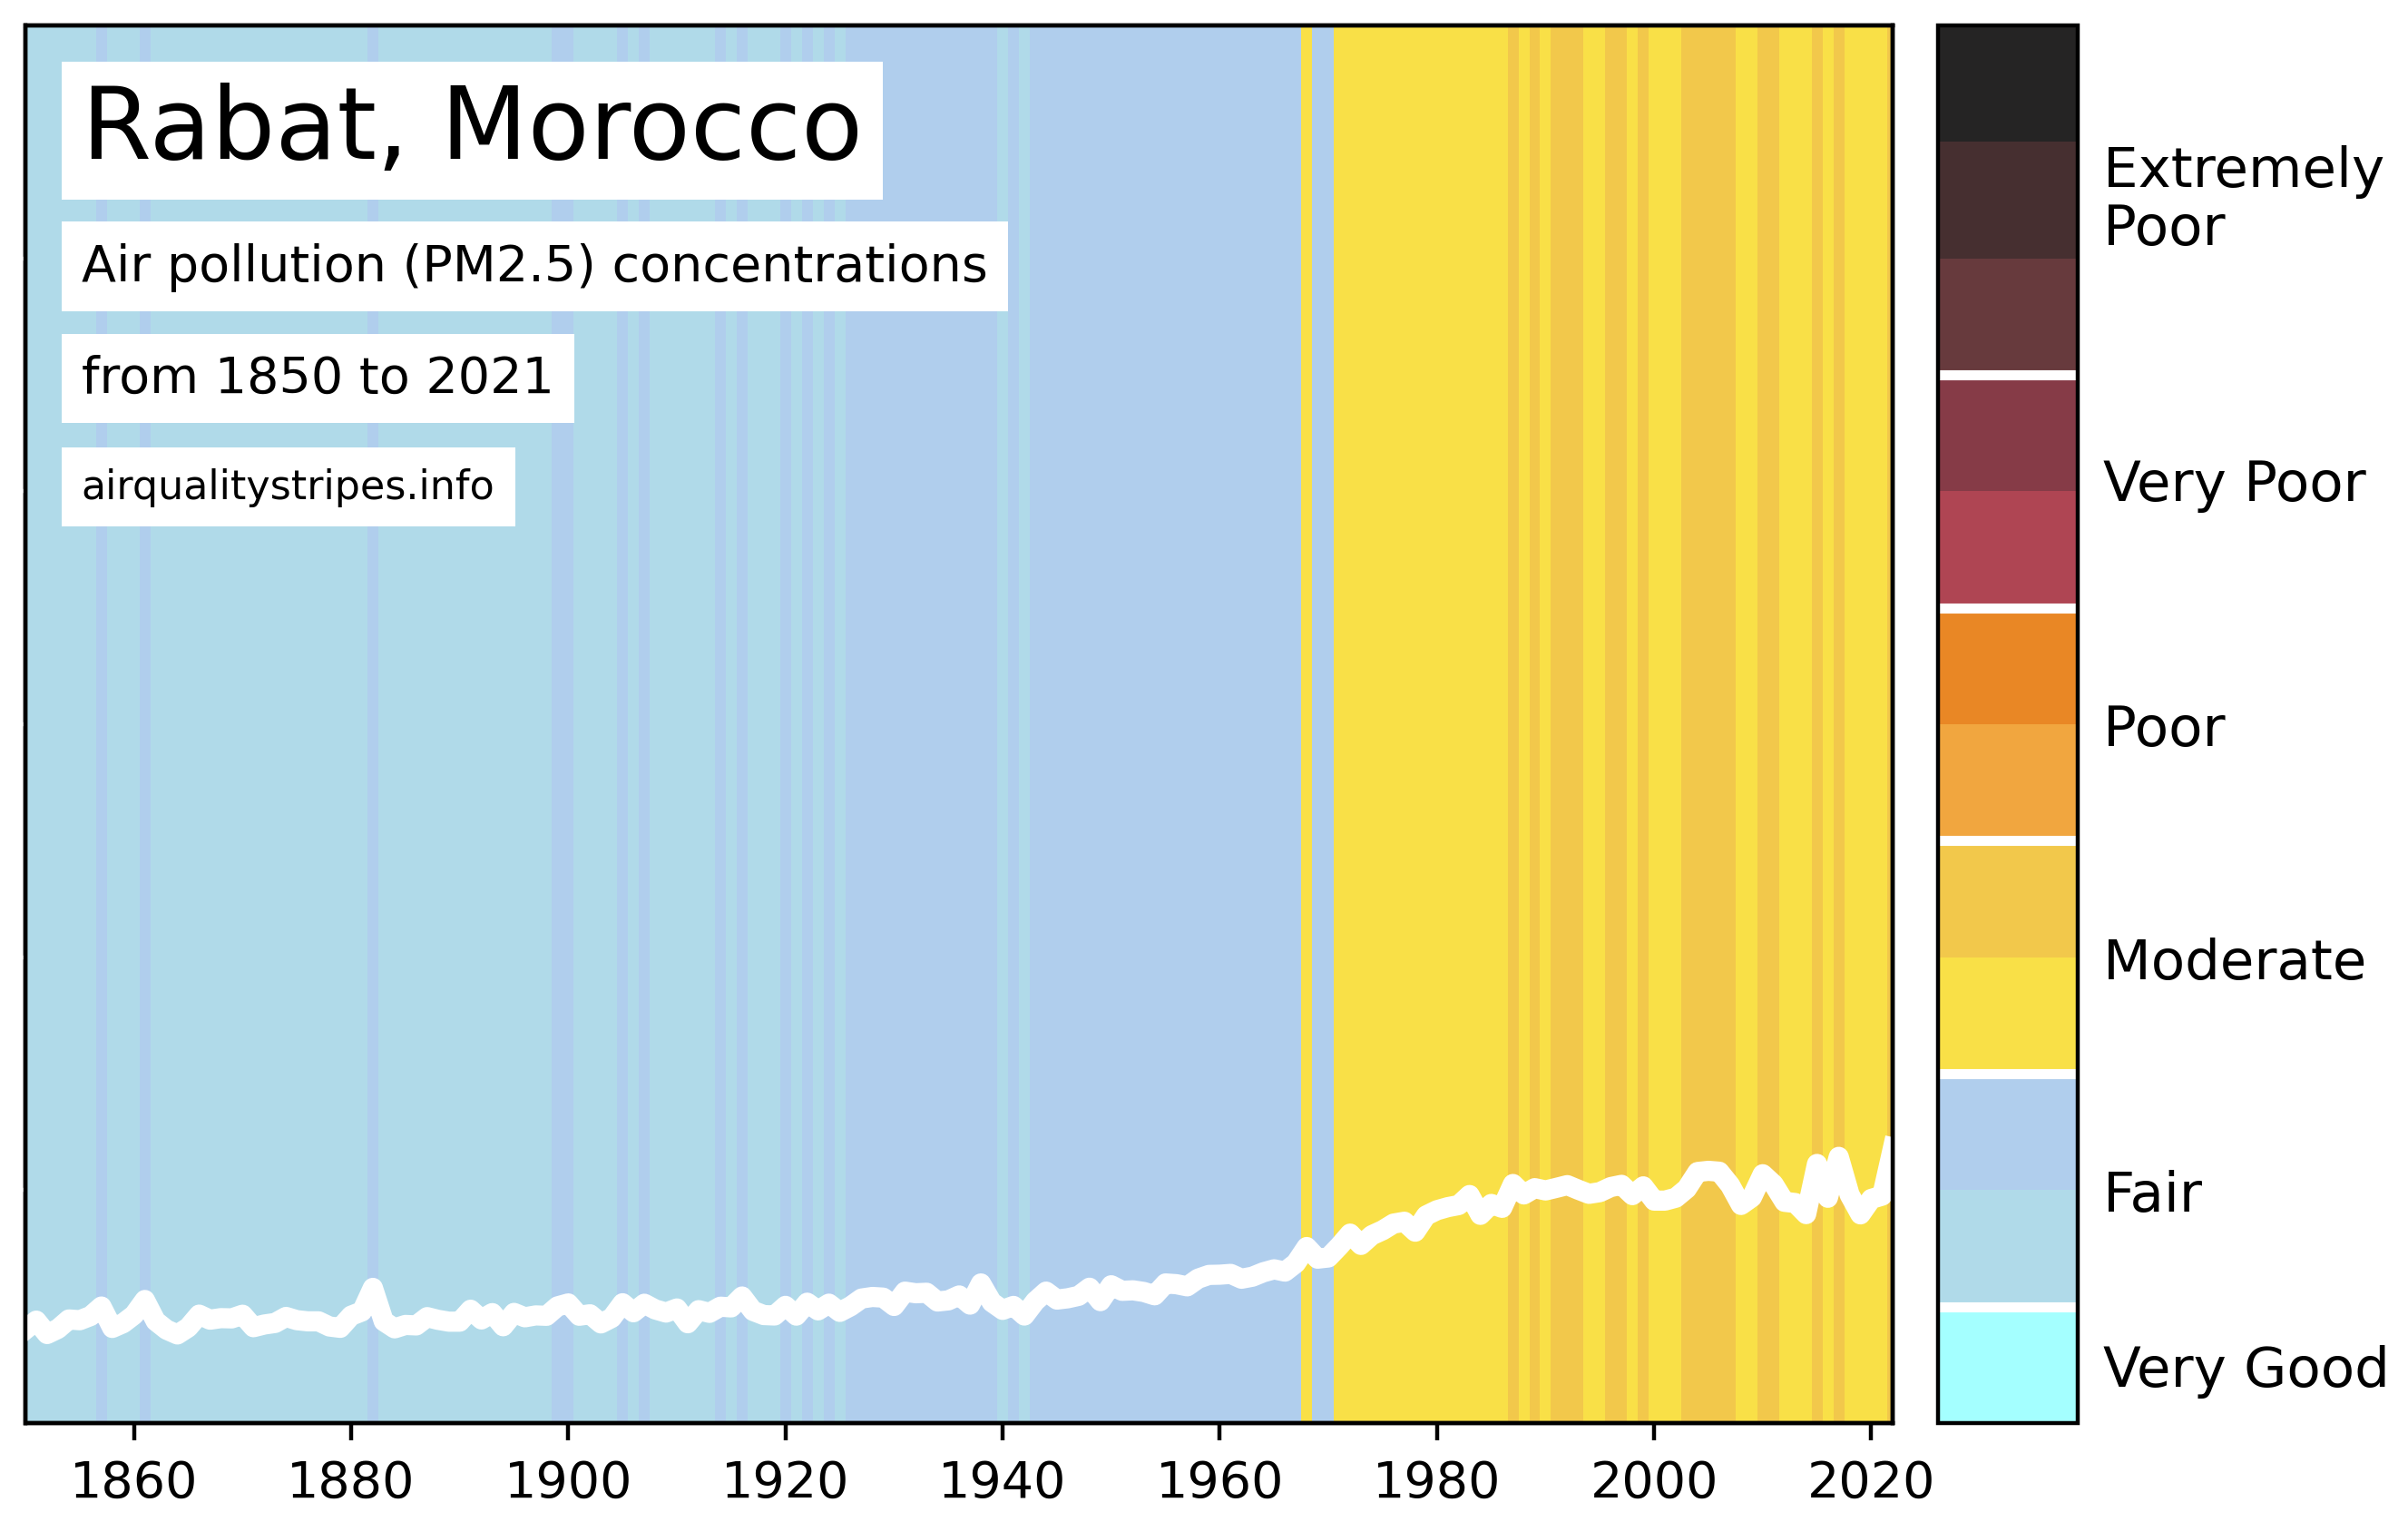 Rabat, Morocco
Air pollution (PM2.5) concentrations
from 1850 to 2021
airqualitystripes.info
Extremely
Poor
Very Poor
Poor
Moderate
Fair
Very Good
1860 1880 1900 1920 1940 1960 1980 2000 2020